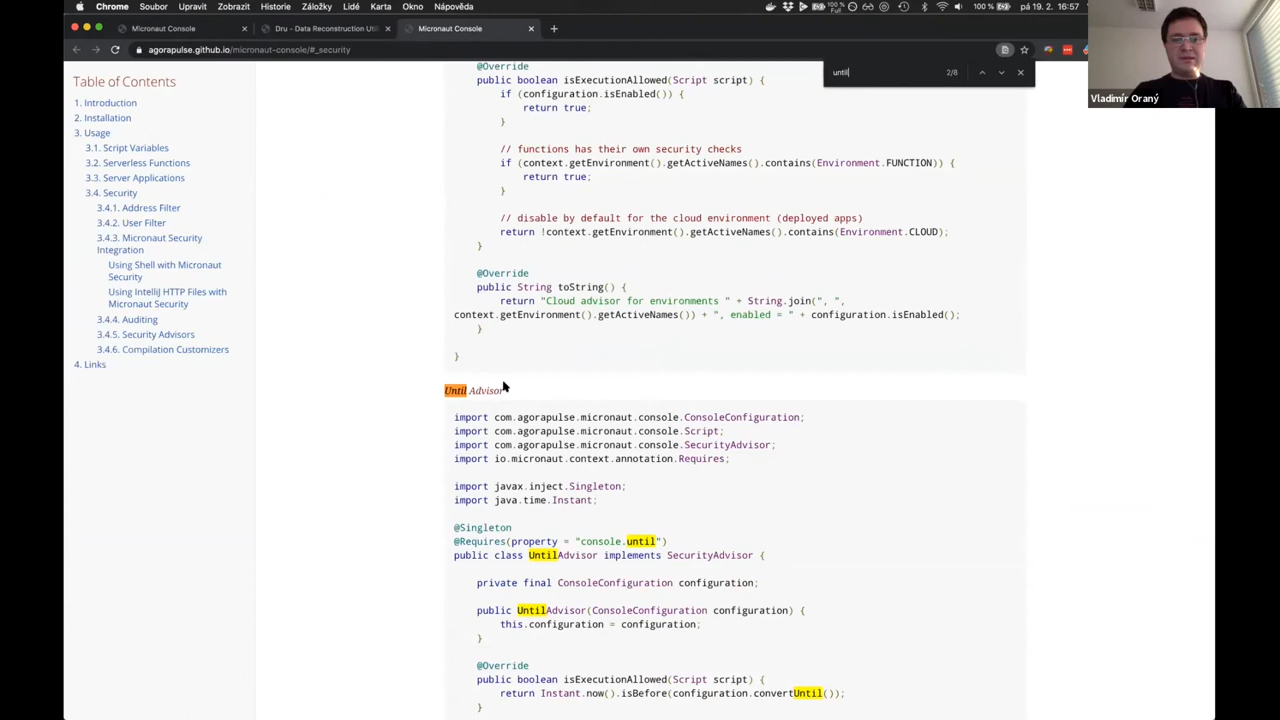 Chrome Soubor Upravit Zobrazit Historie Záložky Lidé Karta Okno Nápověda 100 % Full 100 % pá 19. 2. 16:57
Micronaut Console
Dru - Data Reconstruction Uti
Micronaut Console
agorapulse.github.io/micronaut-console/#_security
until 2/8
Vladimír Oraný
Table of Contents
1. Introduction
2. Installation
3. Usage
3.1. Script Variables
3.2. Serverless Functions
3.3. Server Applications
3.4. Security
3.4.1. Address Filter
3.4.2. User Filter
3.4.3. Micronaut Security
Integration
Using Shell with Micronaut
Security
Using IntelliJ HTTP Files with
Micronaut Security
3.4.4. Auditing
3.4.5. Security Advisors
3.4.6. Compilation Customizers
4. Links
@Override
public boolean isExecutionAllowed(Script script) {
if (configuration.isEnabled()) {
return true;
}
// functions has their own security checks
if (context.getEnvironment().getActiveNames().contains(Environment.FUNCTION)) {
return true;
}
// disable by default for the cloud environment (deployed apps)
return !context.getEnvironment().getActiveNames().contains(Environment.CLOUD);
}
@Override
public String toString() {
return "Cloud advisor for environments " + String.join(", ",
context.getEnvironment().getActiveNames()) + ", enabled = " + configuration.isEnabled();
}
}
Until Advisor
import com.agorapulse.micronaut.console.ConsoleConfiguration;
import com.agorapulse.micronaut.console.Script;
import com.agorapulse.micronaut.console.SecurityAdvisor;
import io.micronaut.context.annotation.Requires;
import javax.inject.Singleton;
import java.time.Instant;
@Singleton
@Requires(property = "console.until")
public class UntilAdvisor implements SecurityAdvisor {
private final ConsoleConfiguration configuration;
public UntilAdvisor(ConsoleConfiguration configuration) {
this.configuration = configuration;
}
@Override
public boolean isExecutionAllowed(Script script) {
return Instant.now().isBefore(configuration.convertUntil());
}